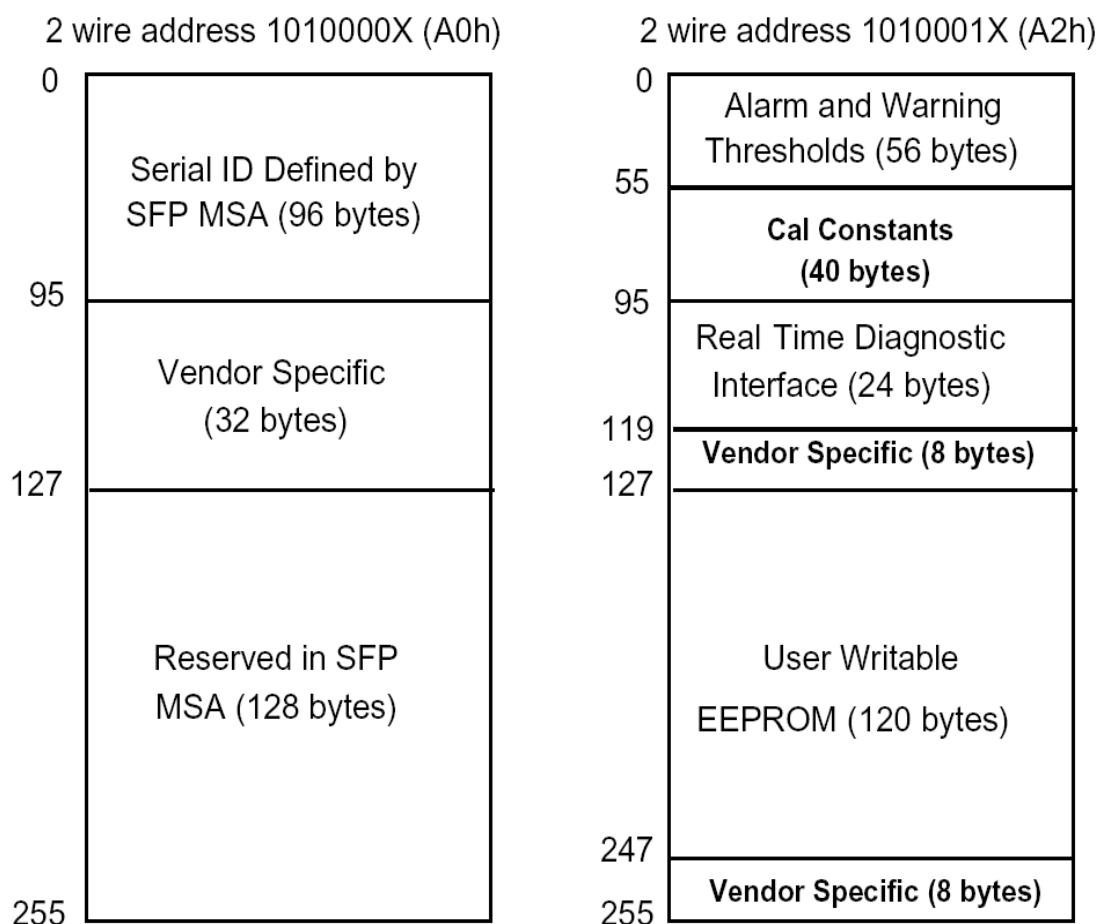 2 wire address 1010000X (A0h)
0
Serial ID Defined by
SFP MSA (96 bytes)
95
Vendor Specific
(32 bytes)
127
Reserved in SFP
MSA (128 bytes)
255
2 wire address 1010001X (A2h)
0
Alarm and Warning
Thresholds (56 bytes)
55
Cal Constants
(40 bytes)
95
Real Time Diagnostic
Interface (24 bytes)
119
Vendor Specific (8 bytes)
127
User Writable
EEPROM (120 bytes)
247
Vendor Specific (8 bytes)
255